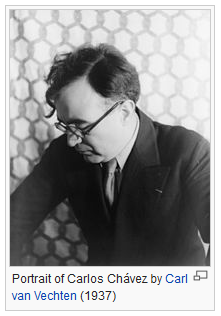 Portrait of Carlos Chávez by Carl
van Vechten (1937)